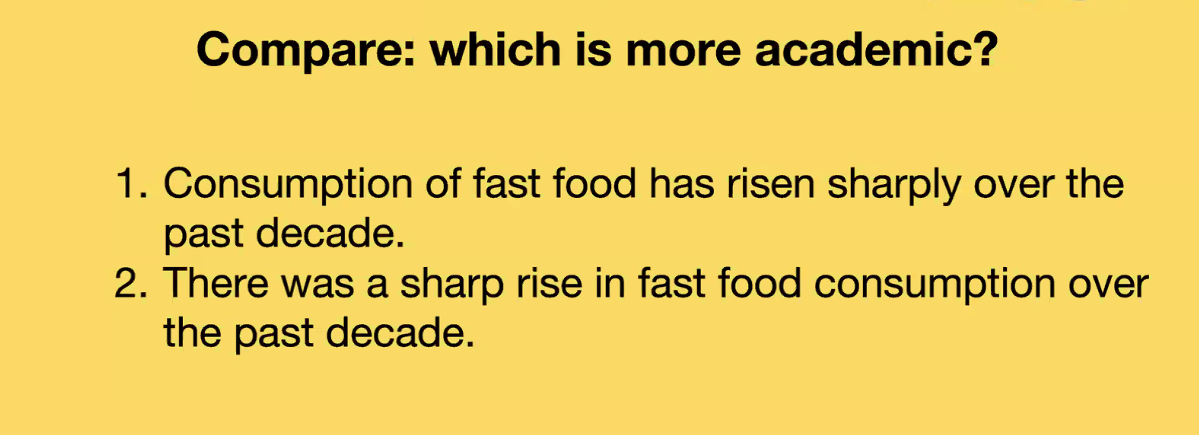 Compare: which is more academic?
1. Consumption of fast food has risen sharply over the
past decade.
2. There was a sharp rise in fast food consumption over
the past decade.